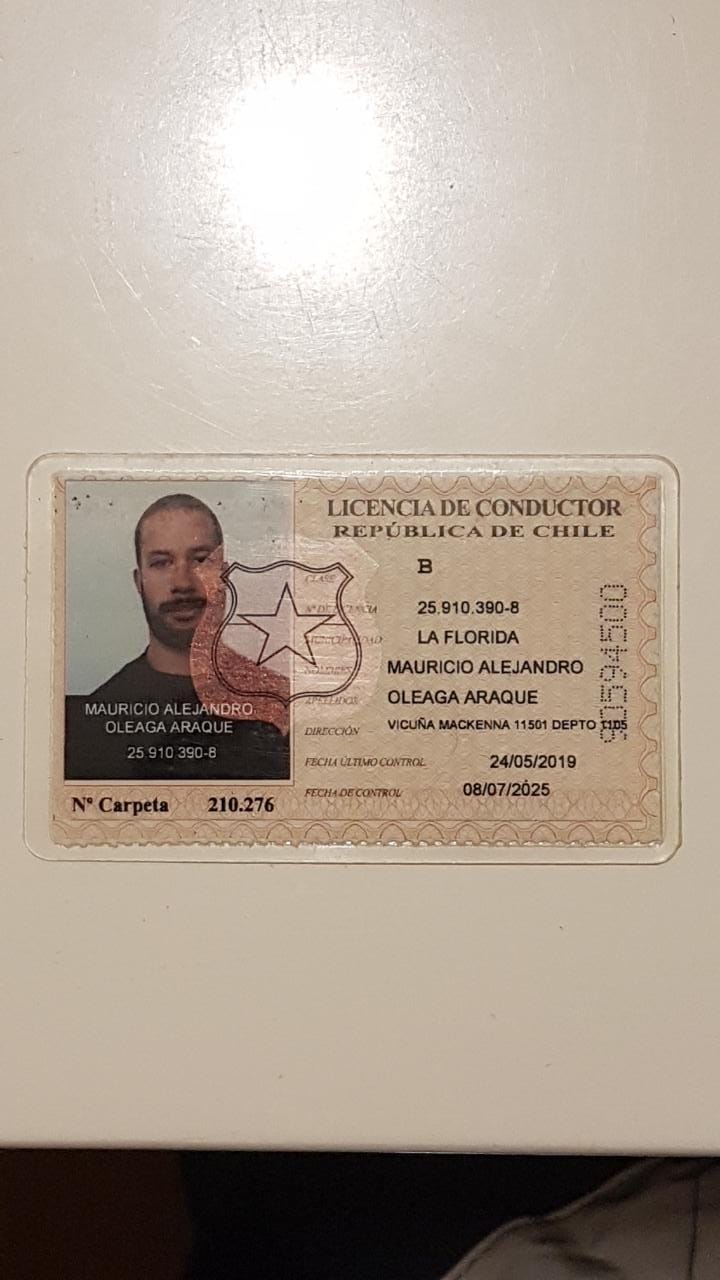 LICENCIA DE CONDUCTOR
REPÚBLICA DE CHILE
CLASE B
Nº DE LICENCIA 25.910.390-8
MUNICIPALIDAD LA FLORIDA
NOMBRES MAURICIO ALEJANDRO
APELLIDOS OLEAGA ARAQUE
DIRECCIÓN VICUÑA MACKENNA 11501 DEPTO 1105
FECHA ÚLTIMO CONTROL 24/05/2019
FECHA DE CONTROL 08/07/2025
MAURICIO ALEJANDRO
OLEAGA ARAQUE
25.910.390-8
Nº Carpeta 210.276